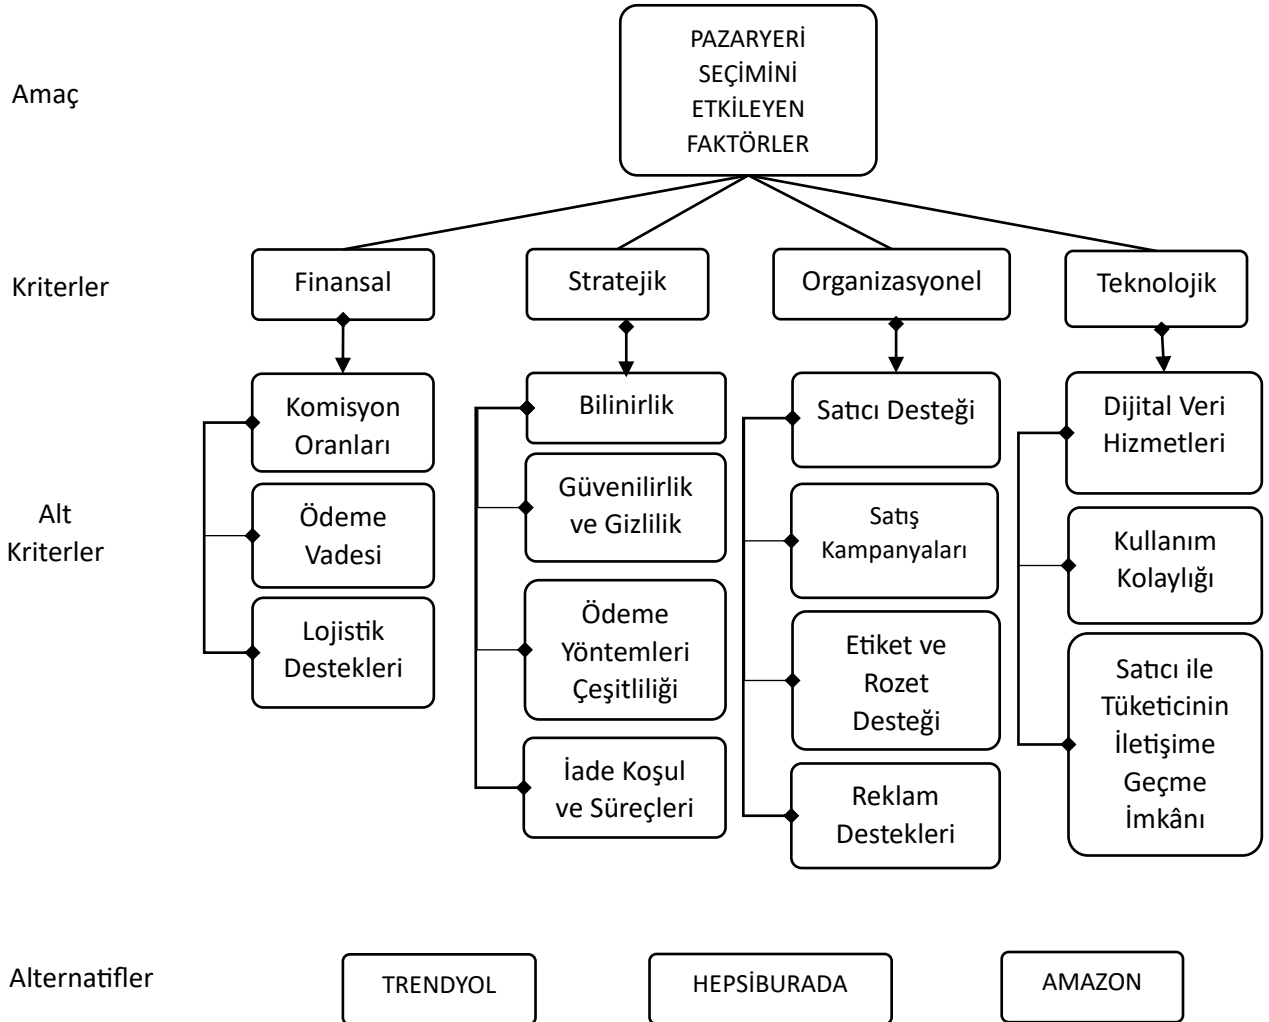 Amaç
PAZARYERİ
SEÇİMİNİ
ETKİLEYEN
FAKTÖRLER
Kriterler
Finansal
Stratejik
Organizasyonel
Teknolojik
Alt
Kriterler
Komisyon
Oranları
Ödeme
Vadesi
Lojistik
Destekleri
Bilinirlik
Güvenilirlik
ve Gizlilik
Ödeme
Yöntemleri
Çeşitliliği
İade Koşul
ve Süreçleri
Satıcı Desteği
Satış
Kampanyaları
Etiket ve
Rozet
Desteği
Reklam
Destekleri
Dijital Veri
Hizmetleri
Kullanım
Kolaylığı
Satıcı ile
Tüketicinin
İletişime
Geçme
İmkânı
Alternatifler
TRENDYOL
HEPSİBURADA
AMAZON